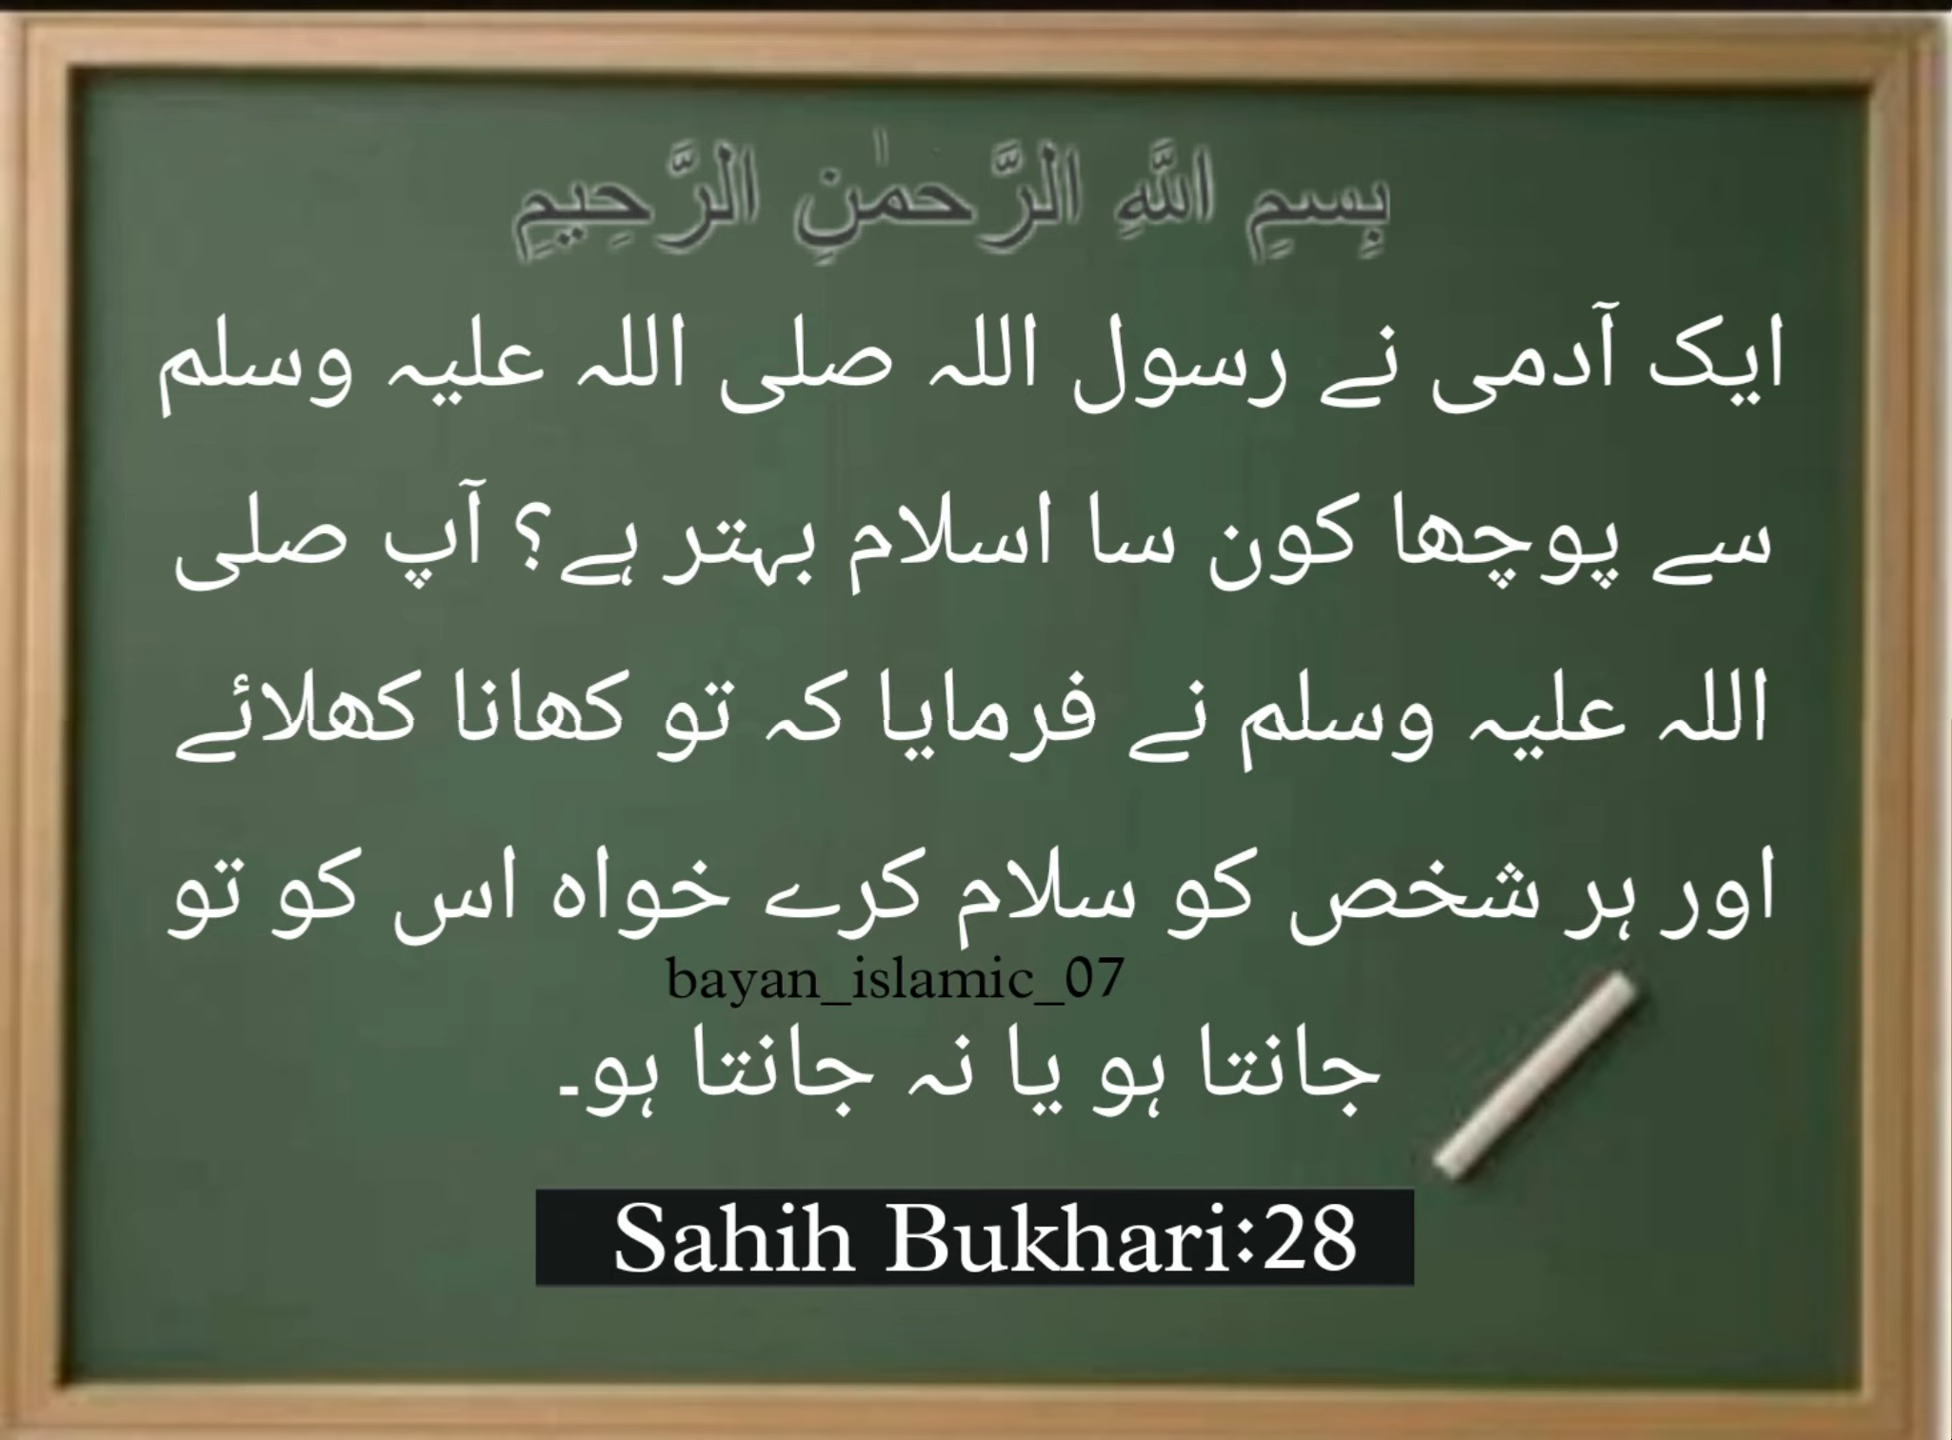 بِسمِ اللَّهِ الرَّحمٰنِ الرَّحِيمِ
ایک آدمی نے رسول اللہ صلی اللہ علیہ وسلم
سے پوچھا کون سا اسلام بہتر ہے؟ آپ صلی
اللہ علیہ وسلم نے فرمایا کہ تو کھانا کھلائے
اور ہر شخص کو سلام کرے خواہ اس کو تو
bayan_islamic_07
جانتا ہو یا نہ جانتا ہو۔
Sahih Bukhari:28